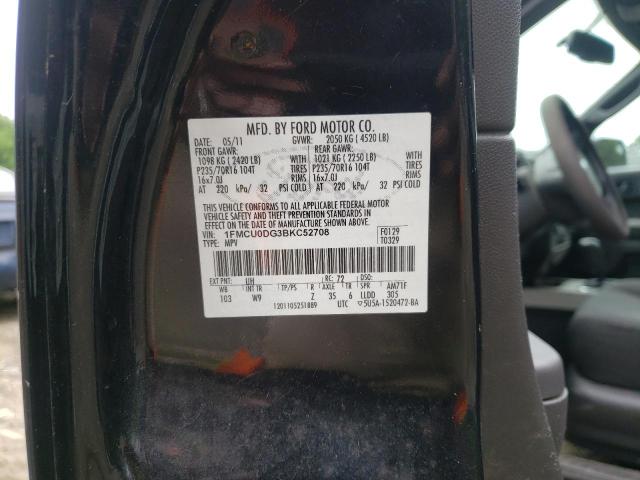 MFD. BY FORD MOTOR CO.
DATE: 05/11 GVWR: 2050 KG ( 4520 LB)
FRONT GAWR: REAR GAWR:
1098 KG ( 2420 LB) WITH 1021 KG ( 2250 LB) WITH
P235/70R16 104T TIRES P235/70R16 104T TIRES
16x7.0J RIMS 16x7.0J RIMS
AT 220 kPa/ 32 PSI COLD AT 220 kPa/ 32 PSI COLD
THIS VEHICLE CONFORMS TO ALL APPLICABLE FEDERAL MOTOR
VEHICLE SAFETY AND THEFT PREVENTION STANDARDS IN
EFFECT ON THE DATE OF MANUFACTURE SHOWN ABOVE.
VIN: 1FMCU0DG3BKC52708 F0129
TYPE: MPV T0329
EXT PNT: UH RC: 72 DSO:
WB INT TR TP/PS R AXLE TR SPR AM71F
103 W9 Z 35 6 LLDD 305
1201105251889 UTC 5U5A-1520472-BA